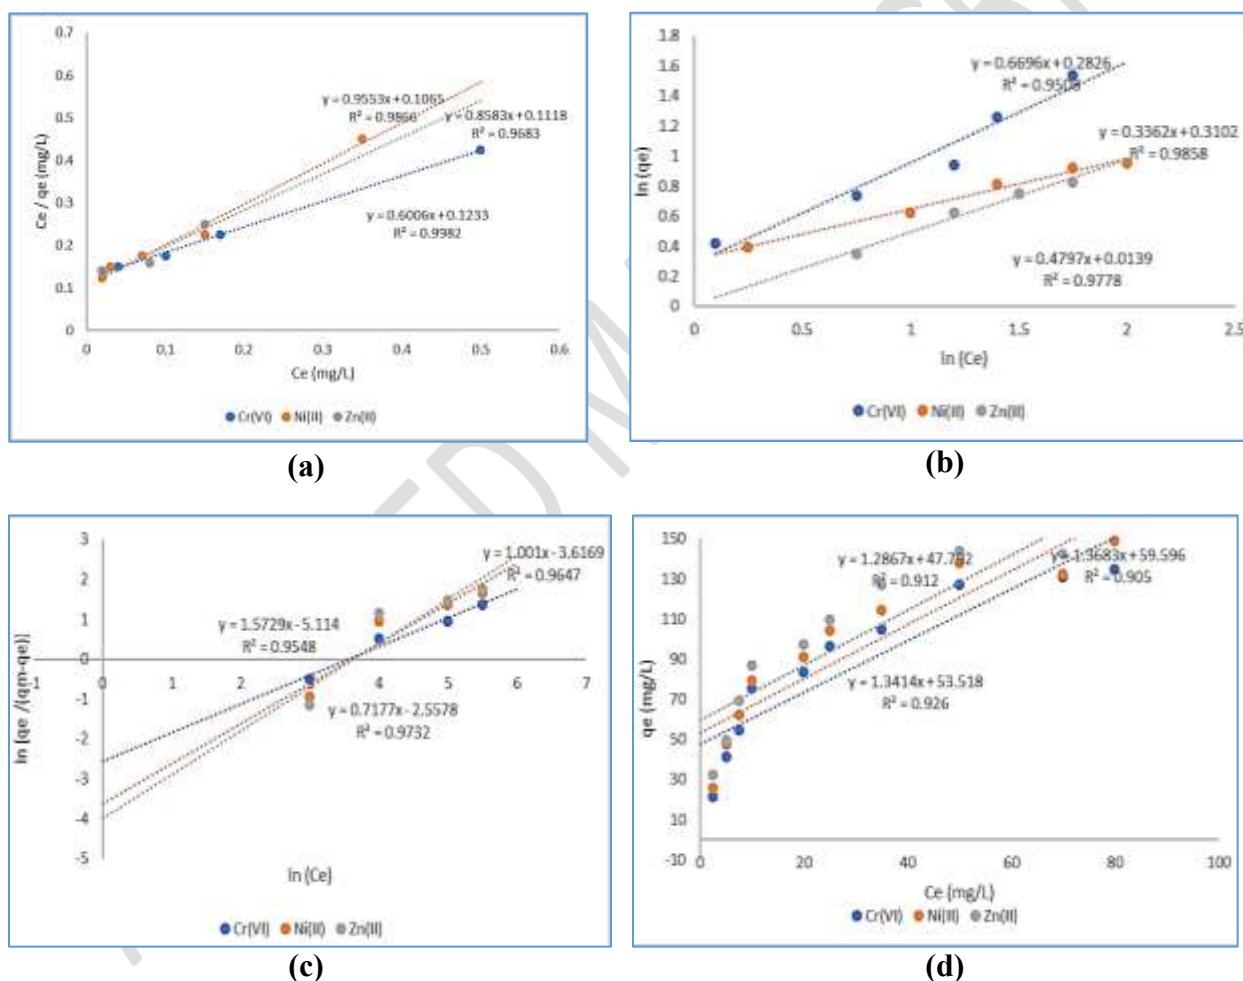 0.7
0.6
0.5
0.4
0.3
0.2
0.1
0
Ce / qe (mg/L)
y = 0.9553x + 0.1065
R² = 0.9866
y = 0.8583x + 0.1118
R² = 0.9683
y = 0.6006x + 0.1233
R² = 0.9982
0 0.1 0.2 0.3 0.4 0.5 0.6
Ce (mg/L)
Cr(VI) Ni(II) Zn(II)
(a)
1.8
1.6
1.4
1.2
1
0.8
0.6
0.4
0.2
0
ln (qe)
y = 0.6696x + 0.2826
y = 0.3362x + 0.3102
R² = 0.9858
y = 0.4797x + 0.0139
R² = 0.9778
0 0.5 1 1.5 2 2.5
ln (Ce)
Cr(VI) Ni(II) Zn(II)
(b)
3
2
1
0
-1
-2
-3
-4
-5
ln [qe /(qm-qe)]
y = 1.001x - 3.6169
R² = 0.9647
y = 1.5729x - 5.114
R² = 0.9548
y = 0.7177x - 2.5578
R² = 0.9732
-1 0 1 2 3 4 5 6 7
ln (Ce)
Cr(VI) Ni(II) Zn(II)
(c)
150
130
110
90
70
50
30
10
-10
qe (mg/L)
R² = 0.912
y = 1.3683x + 59.596
R² = 0.905
y = 1.3414x + 53.518
R² = 0.926
0 20 40 60 80 100
Ce (mg/L)
Cr(VI) Ni(II) Zn(II)
(d)